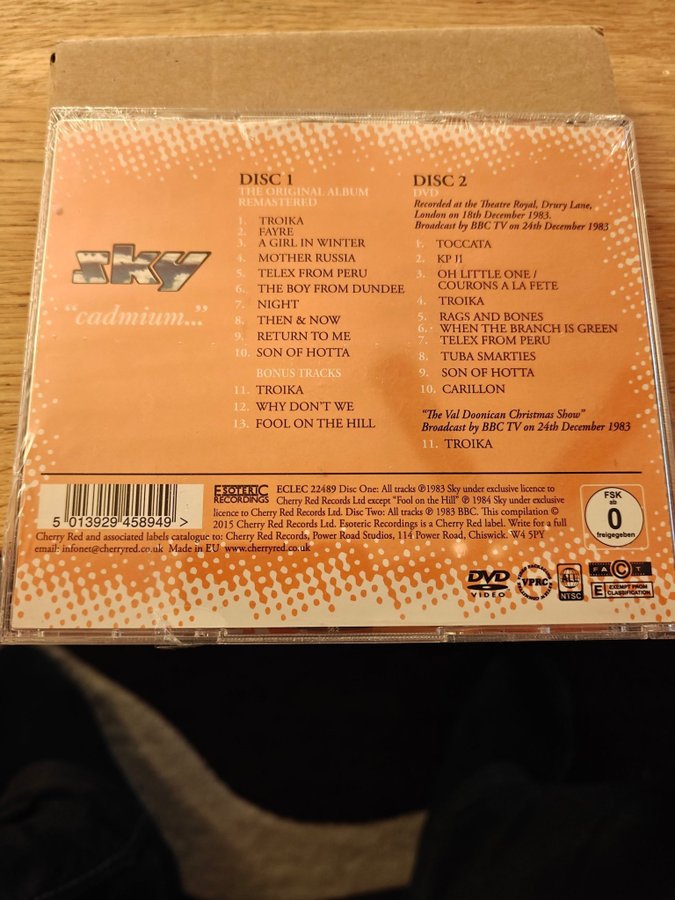 sky
"cadmium..."
DISC 1
THE ORIGINAL ALBUM
REMASTERED
1. TROIKA
2. FAYRE
3. A GIRL IN WINTER
4. MOTHER RUSSIA
5. TELEX FROM PERU
6. THE BOY FROM DUNDEE
7. NIGHT
8. THEN & NOW
9. RETURN TO ME
10. SON OF HOTTA
BONUS TRACKS
11. TROIKA
12. WHY DON'T WE
13. FOOL ON THE HILL
DISC 2
DVD
Recorded at the Theatre Royal, Drury Lane,
London on 18th December 1983.
Broadcast by BBC TV on 24th December 1983
1. TOCCATA
2. KP J1
3. OH LITTLE ONE /
COURONS A LA FETE
4. TROIKA
5. RAGS AND BONES
6. WHEN THE BRANCH IS GREEN
7. TELEX FROM PERU
8. TUBA SMARTIES
9. SON OF HOTTA
10. CARILLON
"The Val Doonican Christmas Show"
Broadcast by BBC TV on 24th December 1983
11. TROIKA
5 013929 458949 >
ESOTERIC
RECORDINGS
ECLEC 22489 Disc One: All tracks ℗1983 Sky under exclusive licence to
Cherry Red Records Ltd except "Fool on the Hill" ℗ 1984 Sky under exclusive
licence to Cherry Red Records Ltd. Disc Two: All tracks ℗ 1983 BBC. This compilation ©
2015 Cherry Red Records Ltd. Esoteric Recordings is a Cherry Red label. Write for a full
Cherry Red and associated labels catalogue to: Cherry Red Records, Power Road Studios, 114 Power Road, Chiswick. W4 5PY
email: infonet@cherryred.co.uk Made in EU www.cherryred.co.uk
FSK
ab
0
freigegeben
DVD
VIDEO
VPRC
ALL
NTSC
FACT
E EXEMPT FROM
CLASSIFICATION